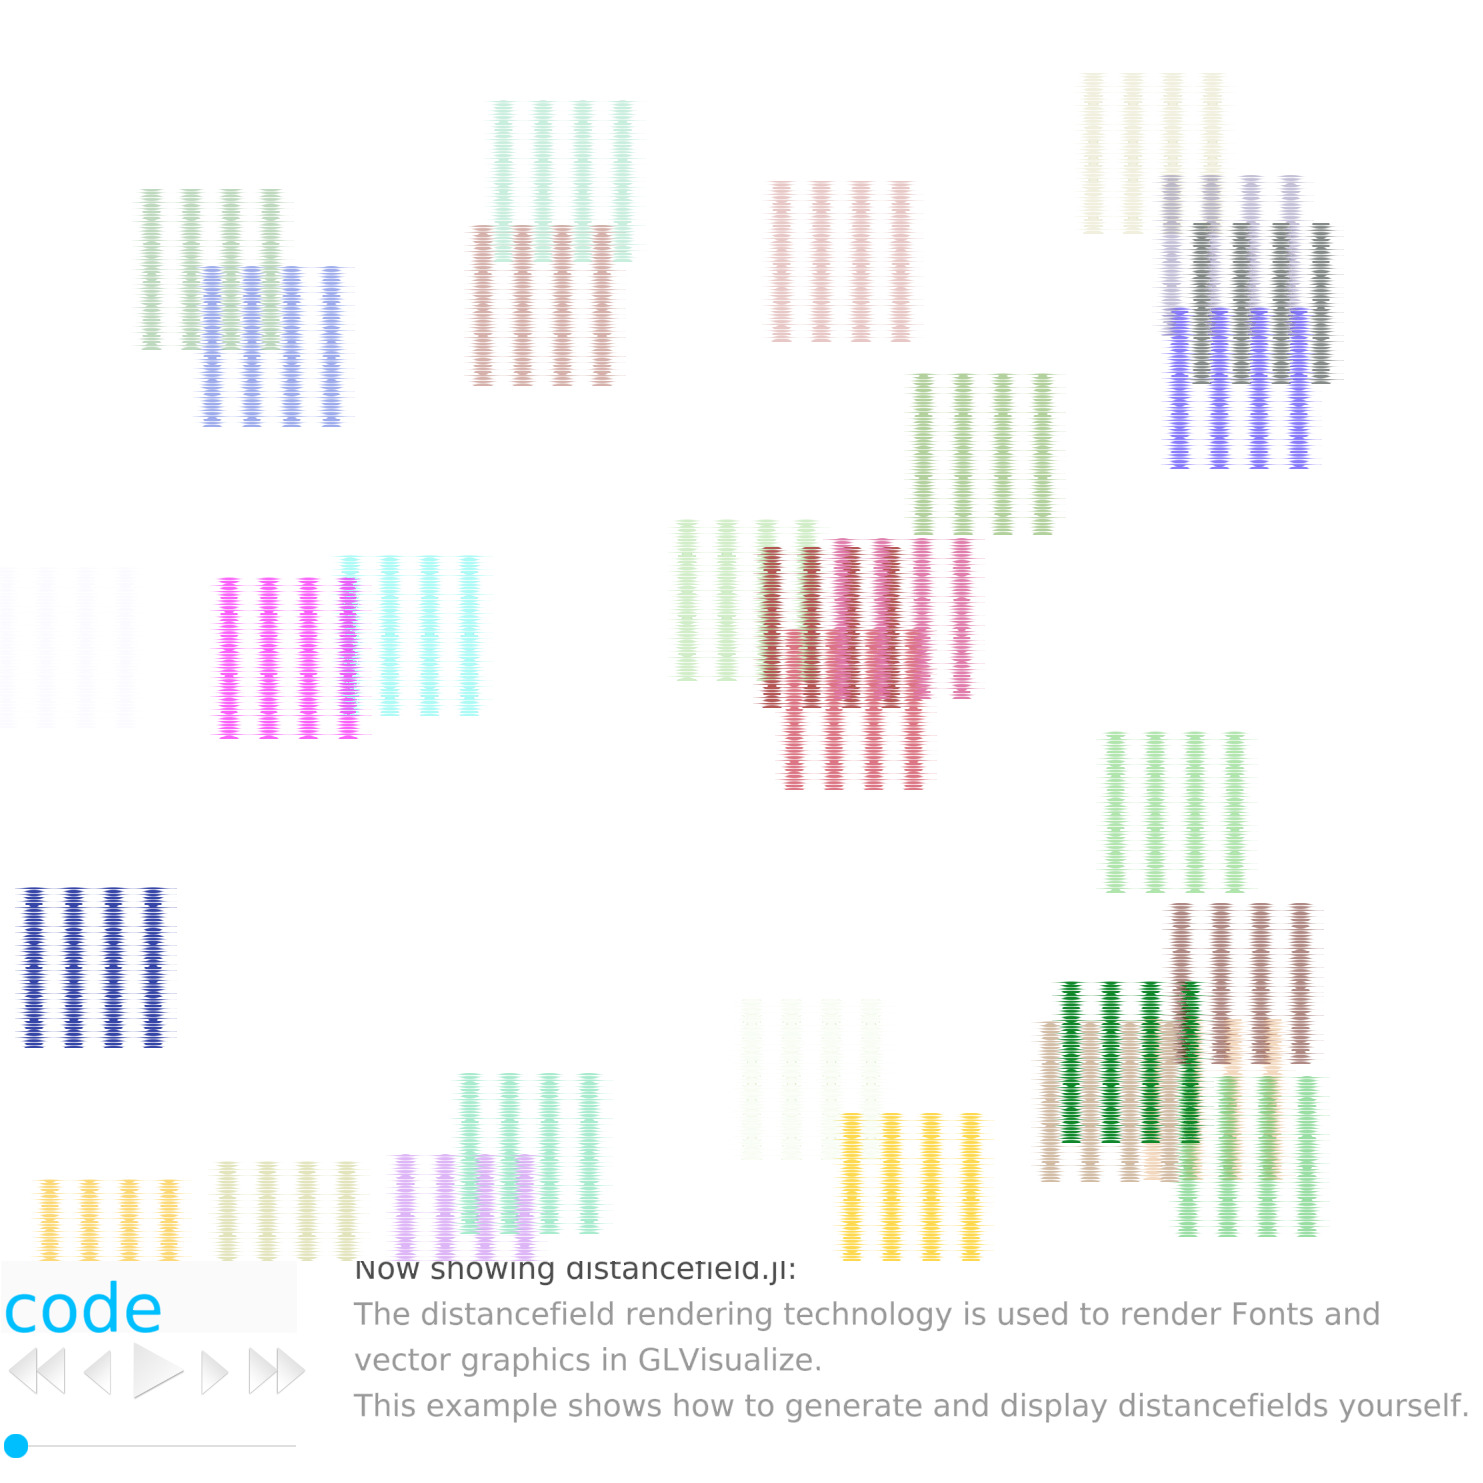 Now showing distancefield.jl:
code
The distancefield rendering technology is used to render Fonts and
vector graphics in GLVisualize.
This example shows how to generate and display distancefields yourself.